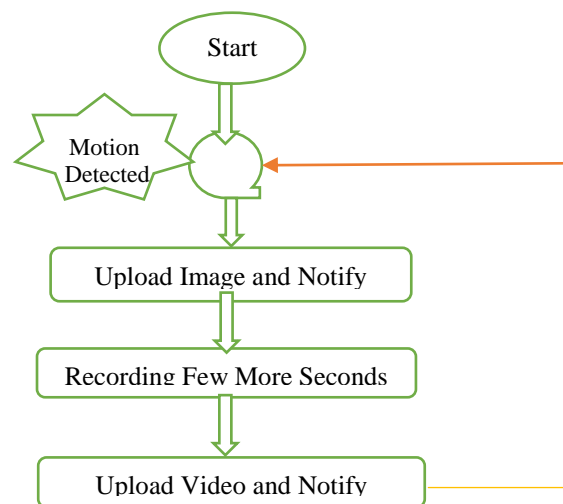 Start
Motion
Detected
Upload Image and Notify
Recording Few More Seconds
Upload Video and Notify